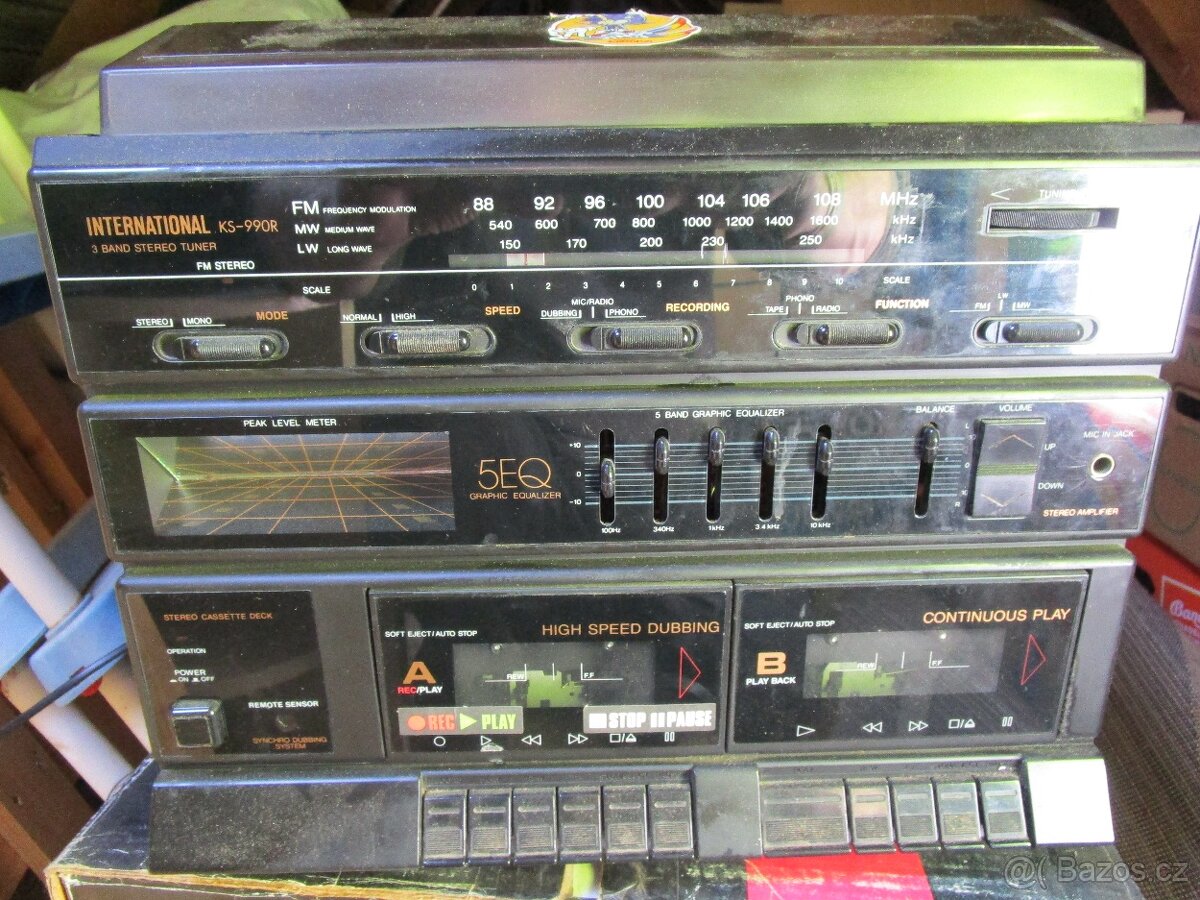 INTERNATIONAL KS-990R
3 BAND STEREO TUNER
FM STEREO
FM FREQUENCY MODULATION 88 92 96 100 104 106 108 MHz
MW MEDIUM WAVE 540 600 700 800 1000 1200 1400 1600 kHz
LW LONG WAVE 150 170 200 230 250 kHz
TUNING
SCALE 0 1 2 3 4 5 6 7 8 9 10 SCALE
STEREO MONO MODE
NORMAL HIGH SPEED
MIC/RADIO
DUBBING PHONO RECORDING
PHONO
TAPE RADIO FUNCTION
LW
FM MW
PEAK LEVEL METER
5EQ
GRAPHIC EQUALIZER
5 BAND GRAPHIC EQUALIZER
+10
0
-10
100Hz 340Hz 1kHz 3.4kHz 10kHz
BALANCE
L
0
R
VOLUME
UP
DOWN
MIC IN JACK
STEREO AMPLIFIER
STEREO CASSETTE DECK
OPERATION
POWER
ON OFF
REMOTE SENSOR
SYNCHRO DUBBING
SYSTEM
SOFT EJECT/AUTO STOP HIGH SPEED DUBBING
A
REC/PLAY
REW F.F
REC PLAY STOP PAUSE
SOFT EJECT/AUTO STOP CONTINUOUS PLAY
B
PLAY BACK
REW F.F
Bazos.cz